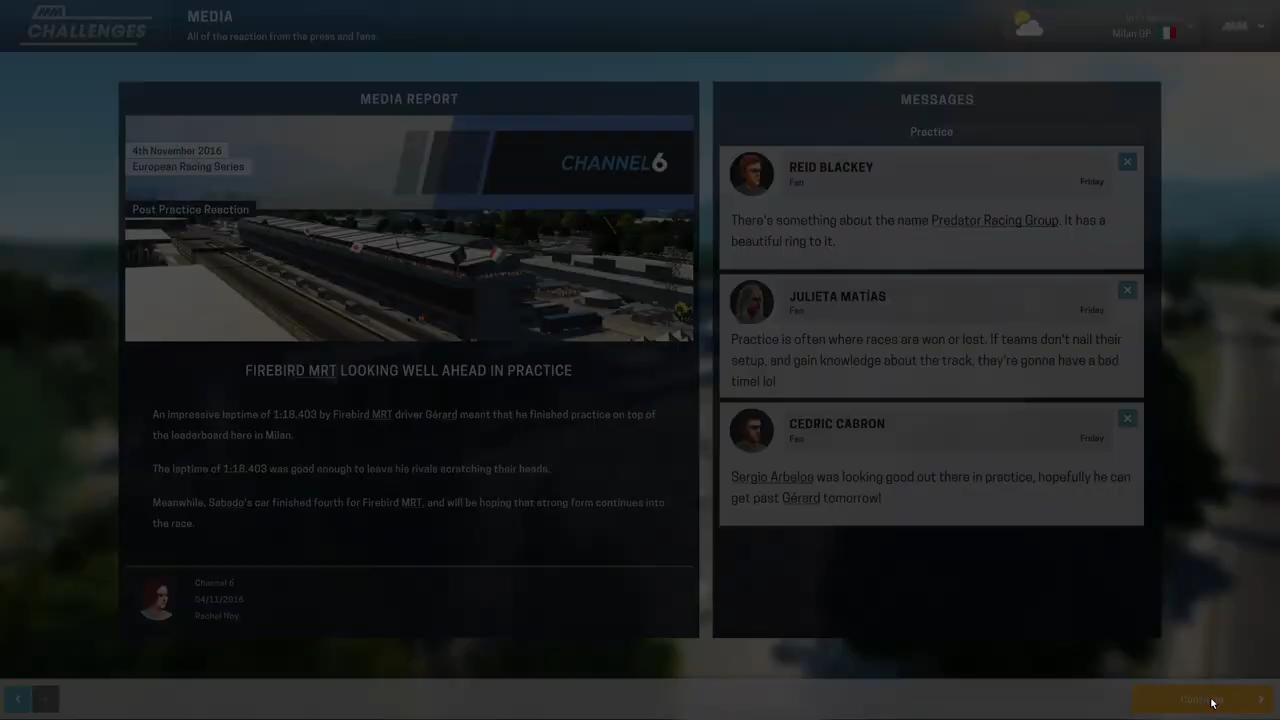 MM
CHALLENGES
MEDIA
All of the reaction from the press and fans.
Milan GP
MEDIA REPORT
4th November 2016
European Racing Series
CHANNEL6
Post Practice Reaction
FIREBIRD MRT LOOKING WELL AHEAD IN PRACTICE
An impressive laptime of 1:18.403 by Firebird MRT driver Gérard meant that he finished practice on top of
the leaderboard here in Milan.
The laptime of 1:18.403 was good enough to leave his rivals scratching their heads.
Meanwhile, Sabado's car finished fourth for Firebird MRT, and will be hoping that strong form continues into
the race.
Channel 6
04/11/2016
MESSAGES
Practice
REID BLACKEY
Fan
Friday
There's something about the name Predator Racing Group. It has a
beautiful ring to it.
JULIETA MATÍAS
Fan
Friday
Practice is often where races are won or lost. If teams don't nail their
setup, and gain knowledge about the track, they're gonna have a bad
time! lol
CEDRIC CABRON
Fan
Friday
Sergio Arbelos was looking good out there in practice, hopefully he can
get past Gérard tomorrow!
Continue